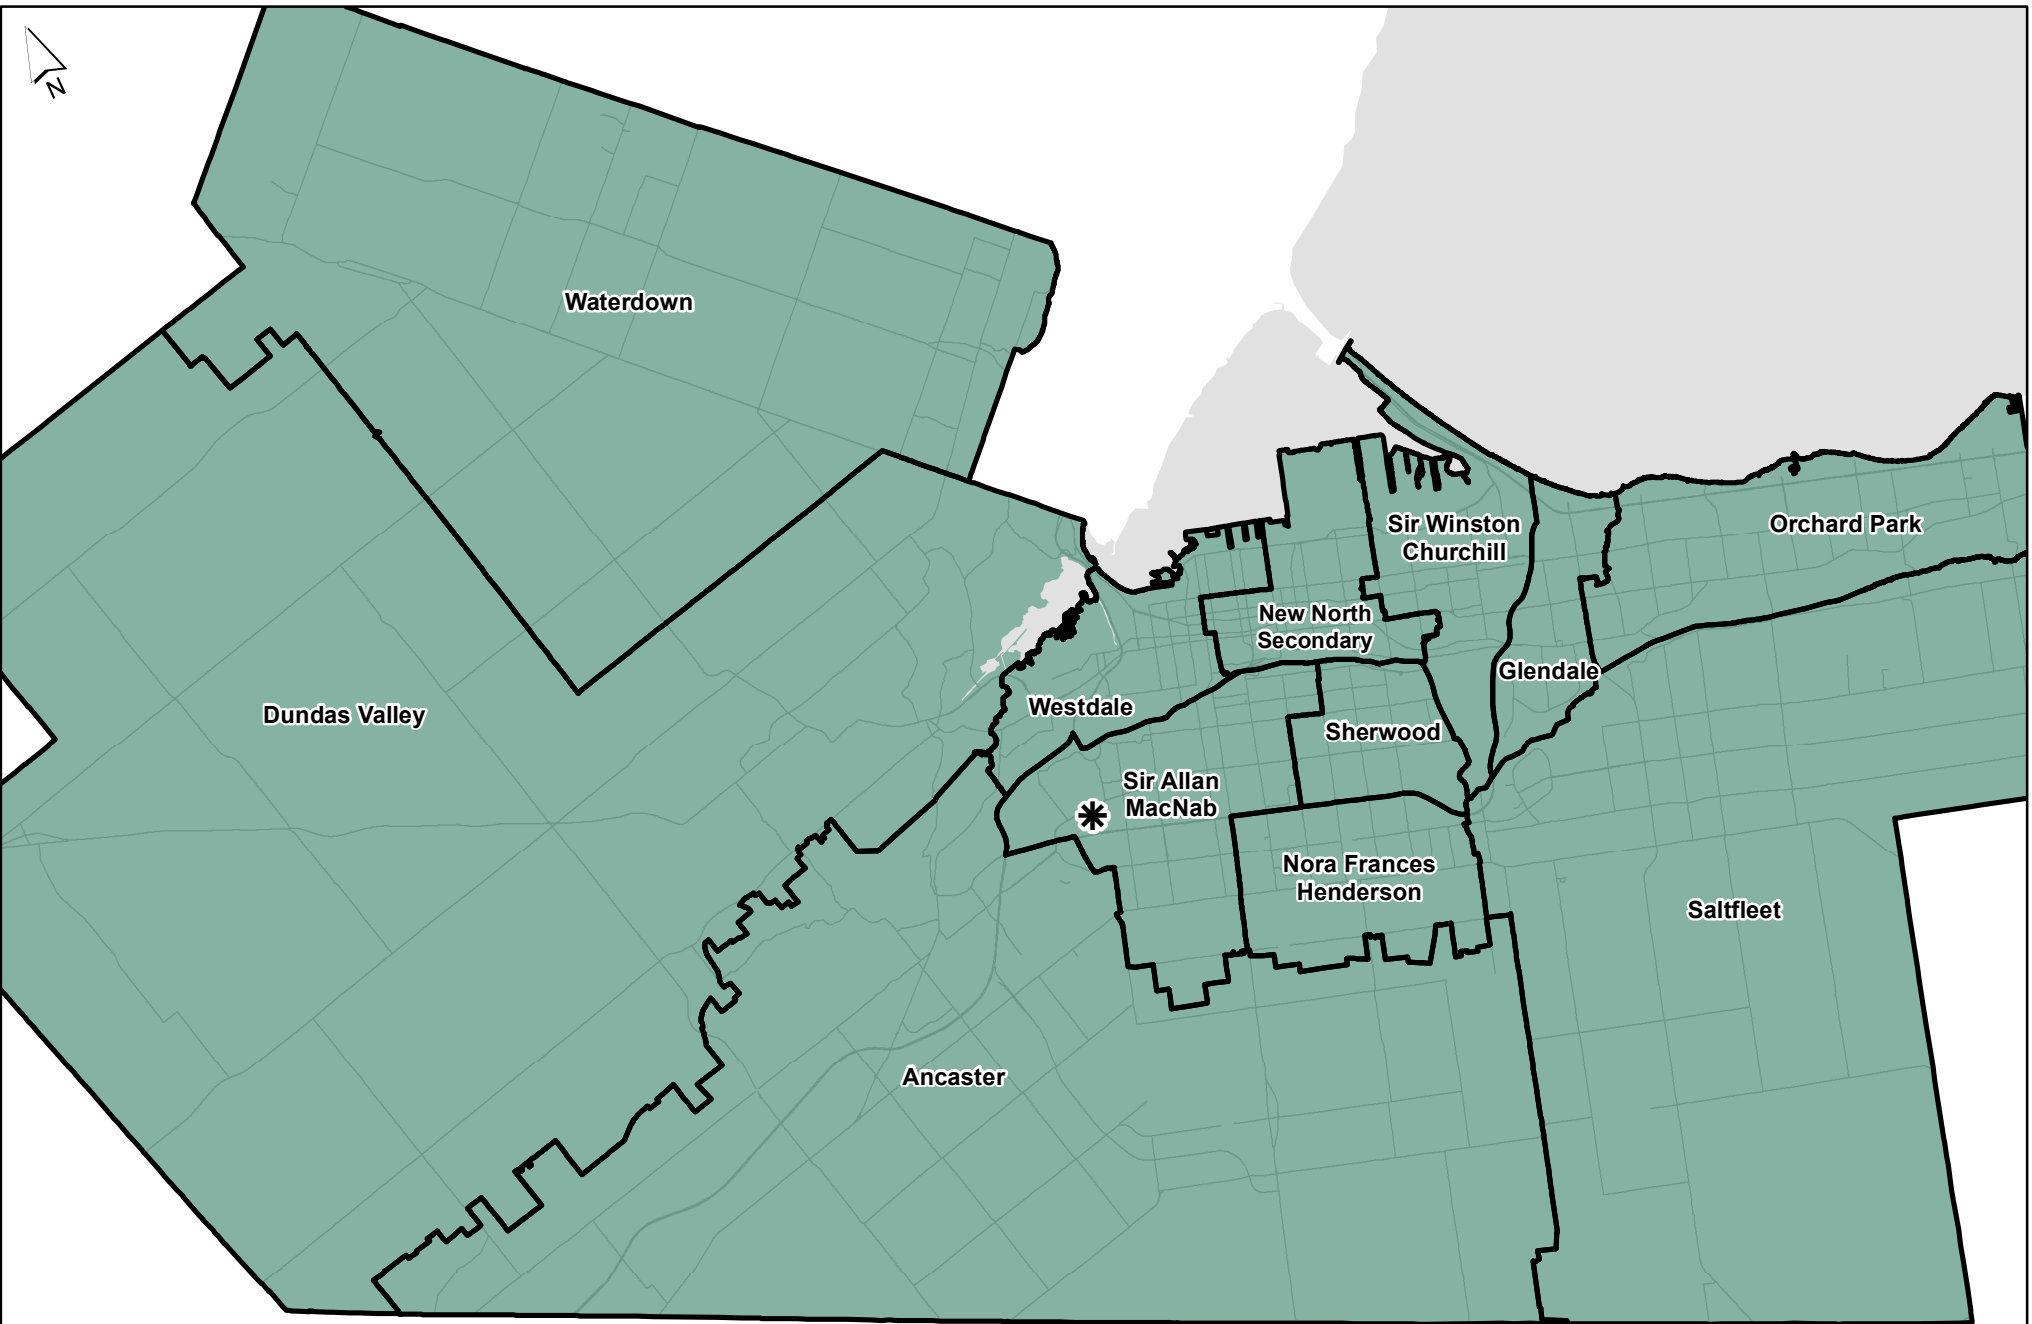 N
Waterdown
Sir Winston
Churchill
Orchard Park
New North
Secondary
Glendale
Dundas Valley
Westdale
Sherwood
Sir Allan
MacNab
Nora Frances
Henderson
Saltfleet
Ancaster